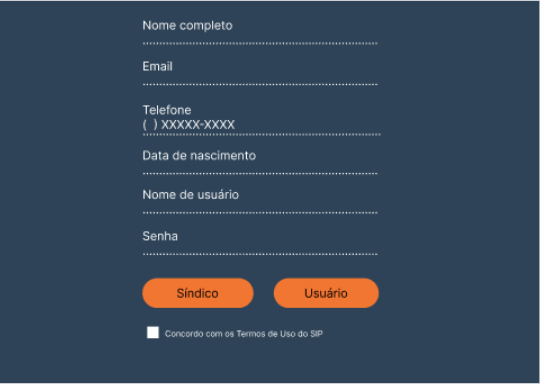 Nome completo
Email
Telefone
( ) XXXXX-XXXX
Data de nascimento
Nome de usuário
Senha
Síndico Usuário
Concordo com os Termos de Uso do SIP